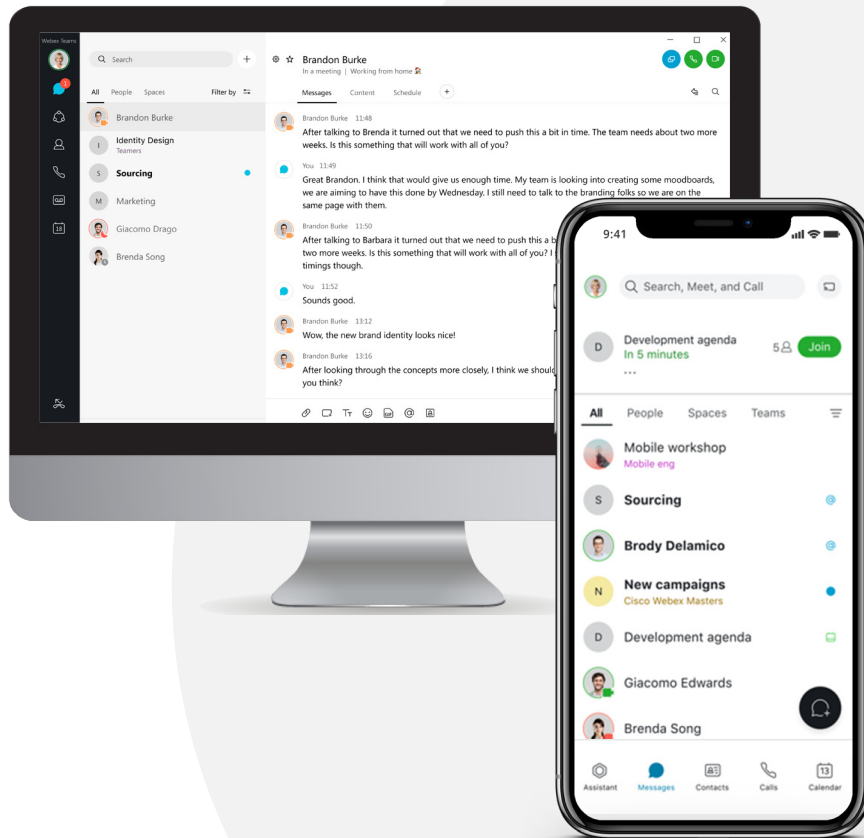 Webex Teams
1
Search
+
All People Spaces Filter by
Brandon Burke
I
Identity Design
Teamers
S
Sourcing
M
Marketing
Giacomo Drago
Brenda Song
18
Brandon Burke
In a meeting | Working from home
Messages Content Schedule +
Brandon Burke 11:48
After talking to Brenda it turned out that we need to push this a bit in time. The team needs about two more
weeks. Is this something that will work with all of you?
You 11:49
Great Brandon. I think that would give us enough time. My team is looking into creating some moodboards,
we are aiming to have this done by Wednesday. I still need to talk to the branding folks so we are on the
same page with them.
Brandon Burke 11:50
After talking to Barbara it turned out that we need to push this a b
two more weeks. Is this something that will work with all of you? I
timings though.
You 11:52
Sounds good.
Brandon Burke 13:12
Wow, the new brand identity looks nice!
Brandon Burke 13:16
After looking through the concepts more closely, I think we shoul
you think?
Tт
GIF
@
9:41
Search, Meet, and Call
D
Development agenda
In 5 minutes
...
5
Join
All People Spaces Teams
Mobile workshop
Mobile eng
S
Sourcing
@
Brody Delamico
@
N
New campaigns
Cisco Webex Masters
D
Development agenda
Giacomo Edwards
Brenda Song
13
Assistant Messages Contacts Calls Calendar